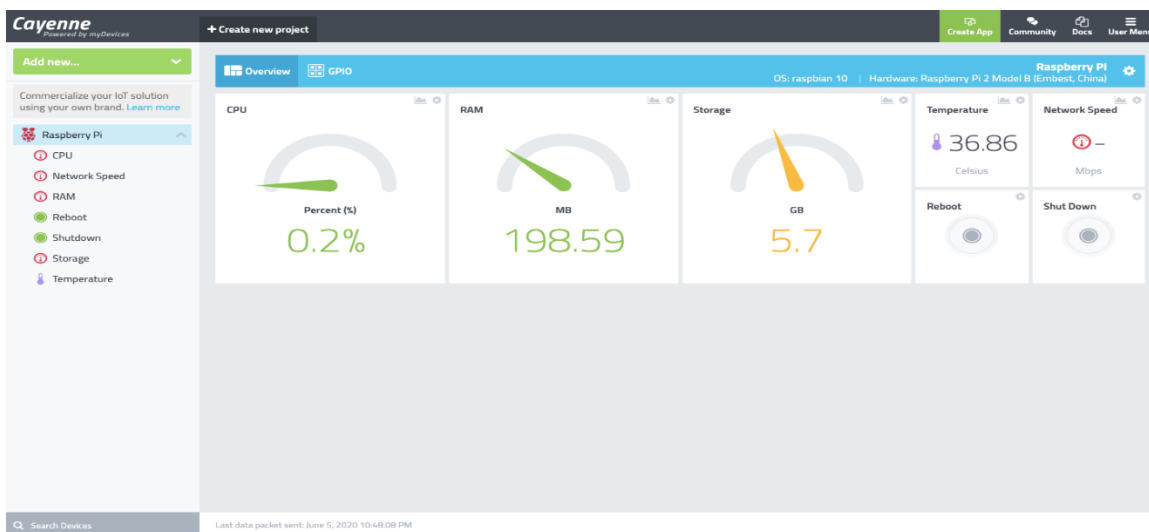 Cayenne
Powered by myDevices
+ Create new project
Create App
Community
Docs
User Menu
Add new...
Commercialize your IoT solution
using your own brand. Learn more
Raspberry Pi
CPU
Network Speed
RAM
Reboot
Shutdown
Storage
Temperature
Search Devices
Overview
GPIO
Raspberry Pi
OS: raspbian 10 | Hardware: Raspberry Pi 2 Model B (Embest, China)
CPU
Percent (%)
0.2%
RAM
MB
198.59
Storage
GB
5.7
Temperature
36.86
Celsius
Network Speed
–
Mbps
Reboot
Shut Down
Last data packet sent: June 5, 2020 10:48:08 PM